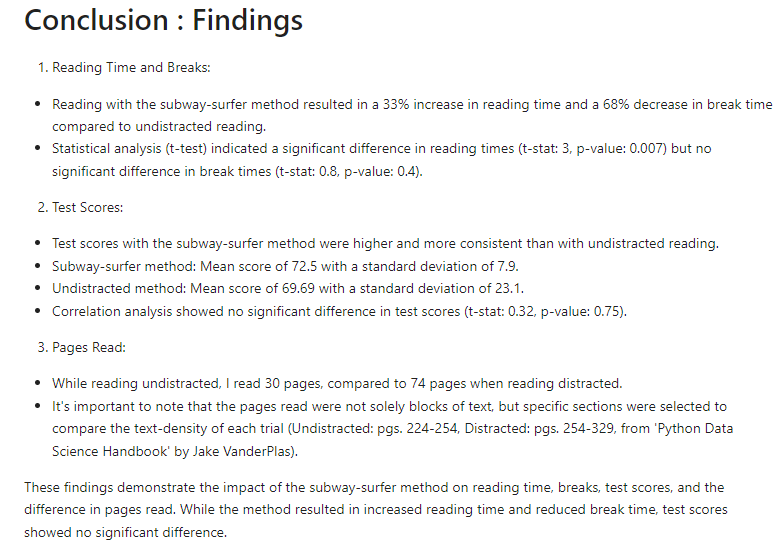 Conclusion : Findings
1. Reading Time and Breaks:
• Reading with the subway-surfer method resulted in a 33% increase in reading time and a 68% decrease in break time
compared to undistracted reading.
• Statistical analysis (t-test) indicated a significant difference in reading times (t-stat: 3, p-value: 0.007) but no
significant difference in break times (t-stat: 0.8, p-value: 0.4).
2. Test Scores:
• Test scores with the subway-surfer method were higher and more consistent than with undistracted reading.
• Subway-surfer method: Mean score of 72.5 with a standard deviation of 7.9.
• Undistracted method: Mean score of 69.69 with a standard deviation of 23.1.
• Correlation analysis showed no significant difference in test scores (t-stat: 0.32, p-value: 0.75).
3. Pages Read:
• While reading undistracted, I read 30 pages, compared to 74 pages when reading distracted.
• It's important to note that the pages read were not solely blocks of text, but specific sections were selected to
compare the text-density of each trial (Undistracted: pgs. 224-254, Distracted: pgs. 254-329, from 'Python Data
Science Handbook' by Jake VanderPlas).
These findings demonstrate the impact of the subway-surfer method on reading time, breaks, test scores, and the
difference in pages read. While the method resulted in increased reading time and reduced break time, test scores
showed no significant difference.